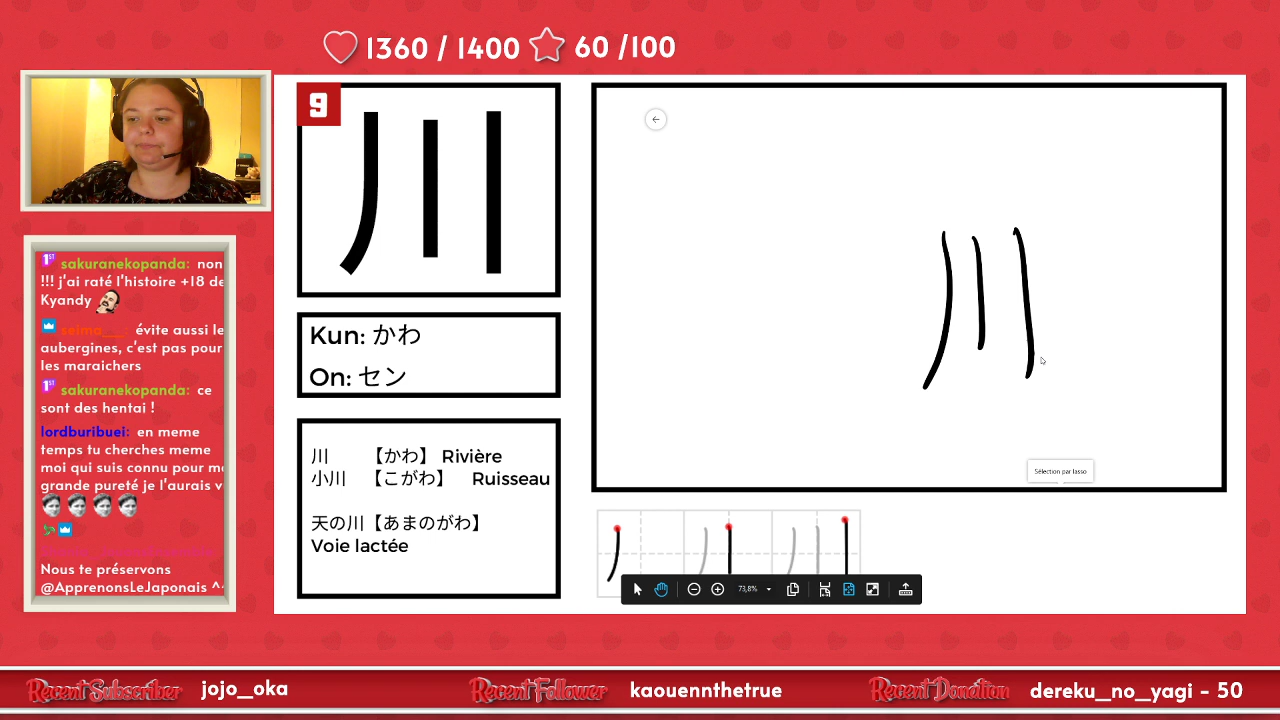 1360 / 1400 60 /100
9
川
Kun: かわ
On: セン
川 【かわ】 Rivière
小川 【こがわ】 Ruisseau
天の川【あまのがわ】
Voie lactée
川
Sélection par lasso
73,8%
1ST sakuranekopanda: non
!!! j'ai raté l'histoire +18 de
Kyandy
évite aussi le
aubergines, c'est pas pour
les maraichers
1ST sakuranekopanda: ce
sont des hentai !
lordburibuei: en meme
temps tu cherches meme
moi qui suis connu pour m
grande pureté je l'aurais v
Nous te préservons
@ApprenonsLeJaponais ^
Recent Subscriber jojo_oka Recent Follower kaouennthetrue Recent Donation dereku_no_yagi - 50